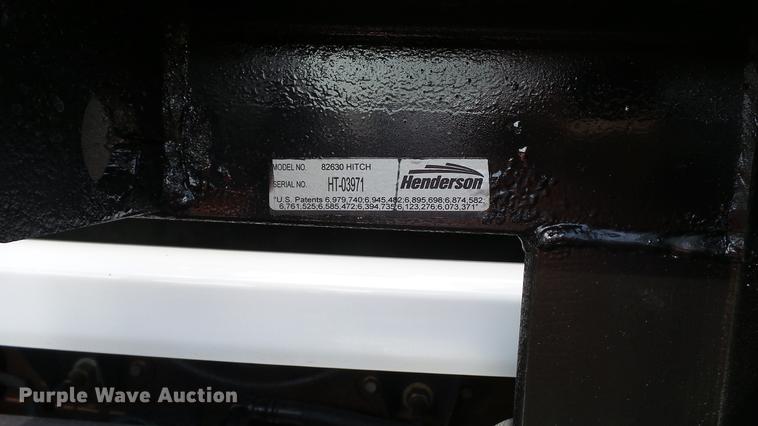 MODEL NO. 82630 HITCH
SERIAL NO. HT-03971
Henderson
"U.S. Patents 6,979,740;6,945,482;6,895,698;6,874,582,
6,761,525;6,585,472;6,394,735;6,123,276;6,073,371"
Purple Wave Auction